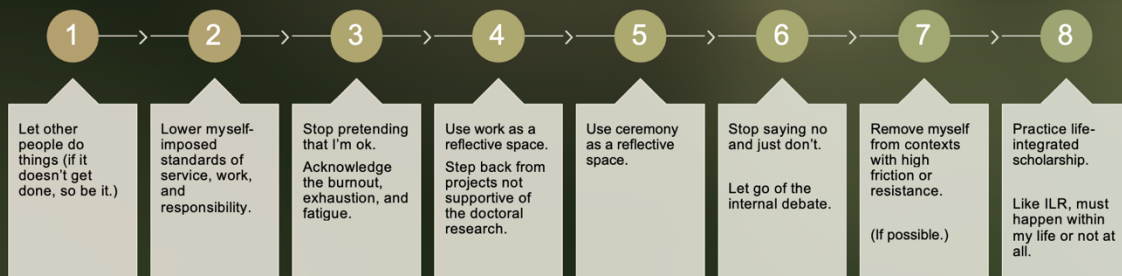 1
2
3
4
5
6
7
8
Let other
people do
things (if it
doesn't get
done, so be it.)
Lower myself-
imposed
standards of
service, work,
and
responsibility.
Stop pretending
that I'm ok.
Acknowledge
the burnout,
exhaustion, and
fatigue.
Use work as a
reflective space.
Step back from
projects not
supportive of
the doctoral
research.
Use ceremony
as a reflective
space.
Stop saying no
and just don't.
Let go of the
internal debate.
Remove myself
from contexts
with high
friction or
resistance.
(If possible.)
Practice life-
integrated
scholarship.
Like ILR, must
happen within
my life or not at
all.